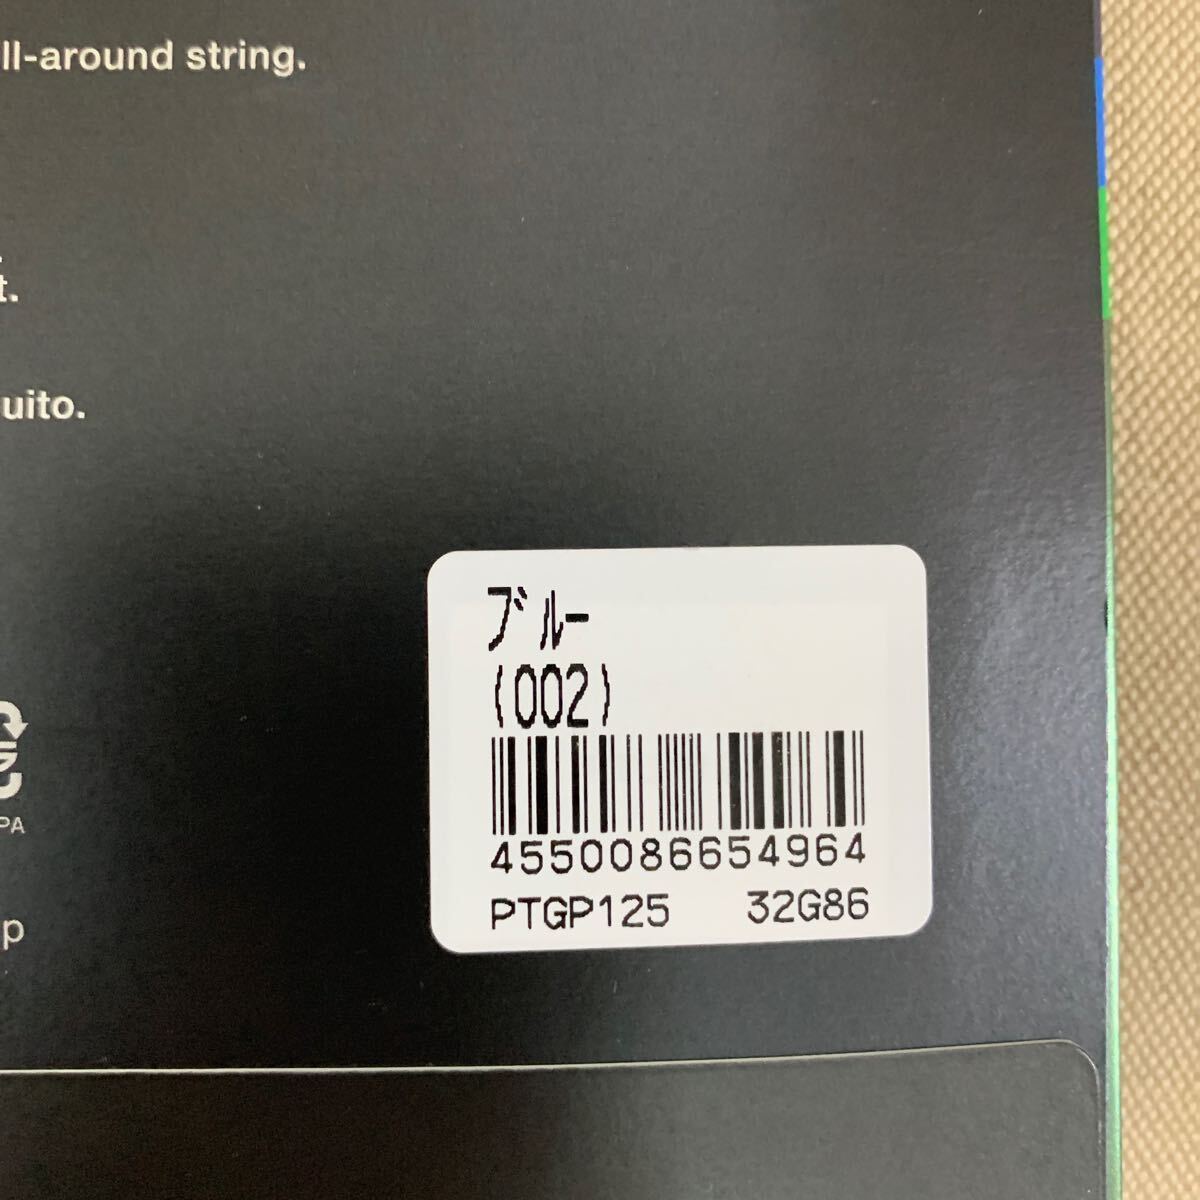 ll-around string.
t.
uito.
PA
p
ブルー
(002)
4550086654964
PTGP125 32G86